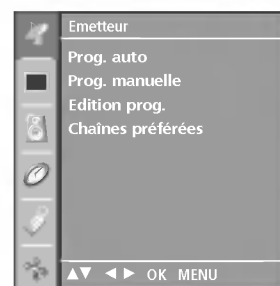 Emetteur
Prog. auto
Prog. manuelle
Edition prog.
Chaînes préférées
▲▼ ◄ ► OK MENU